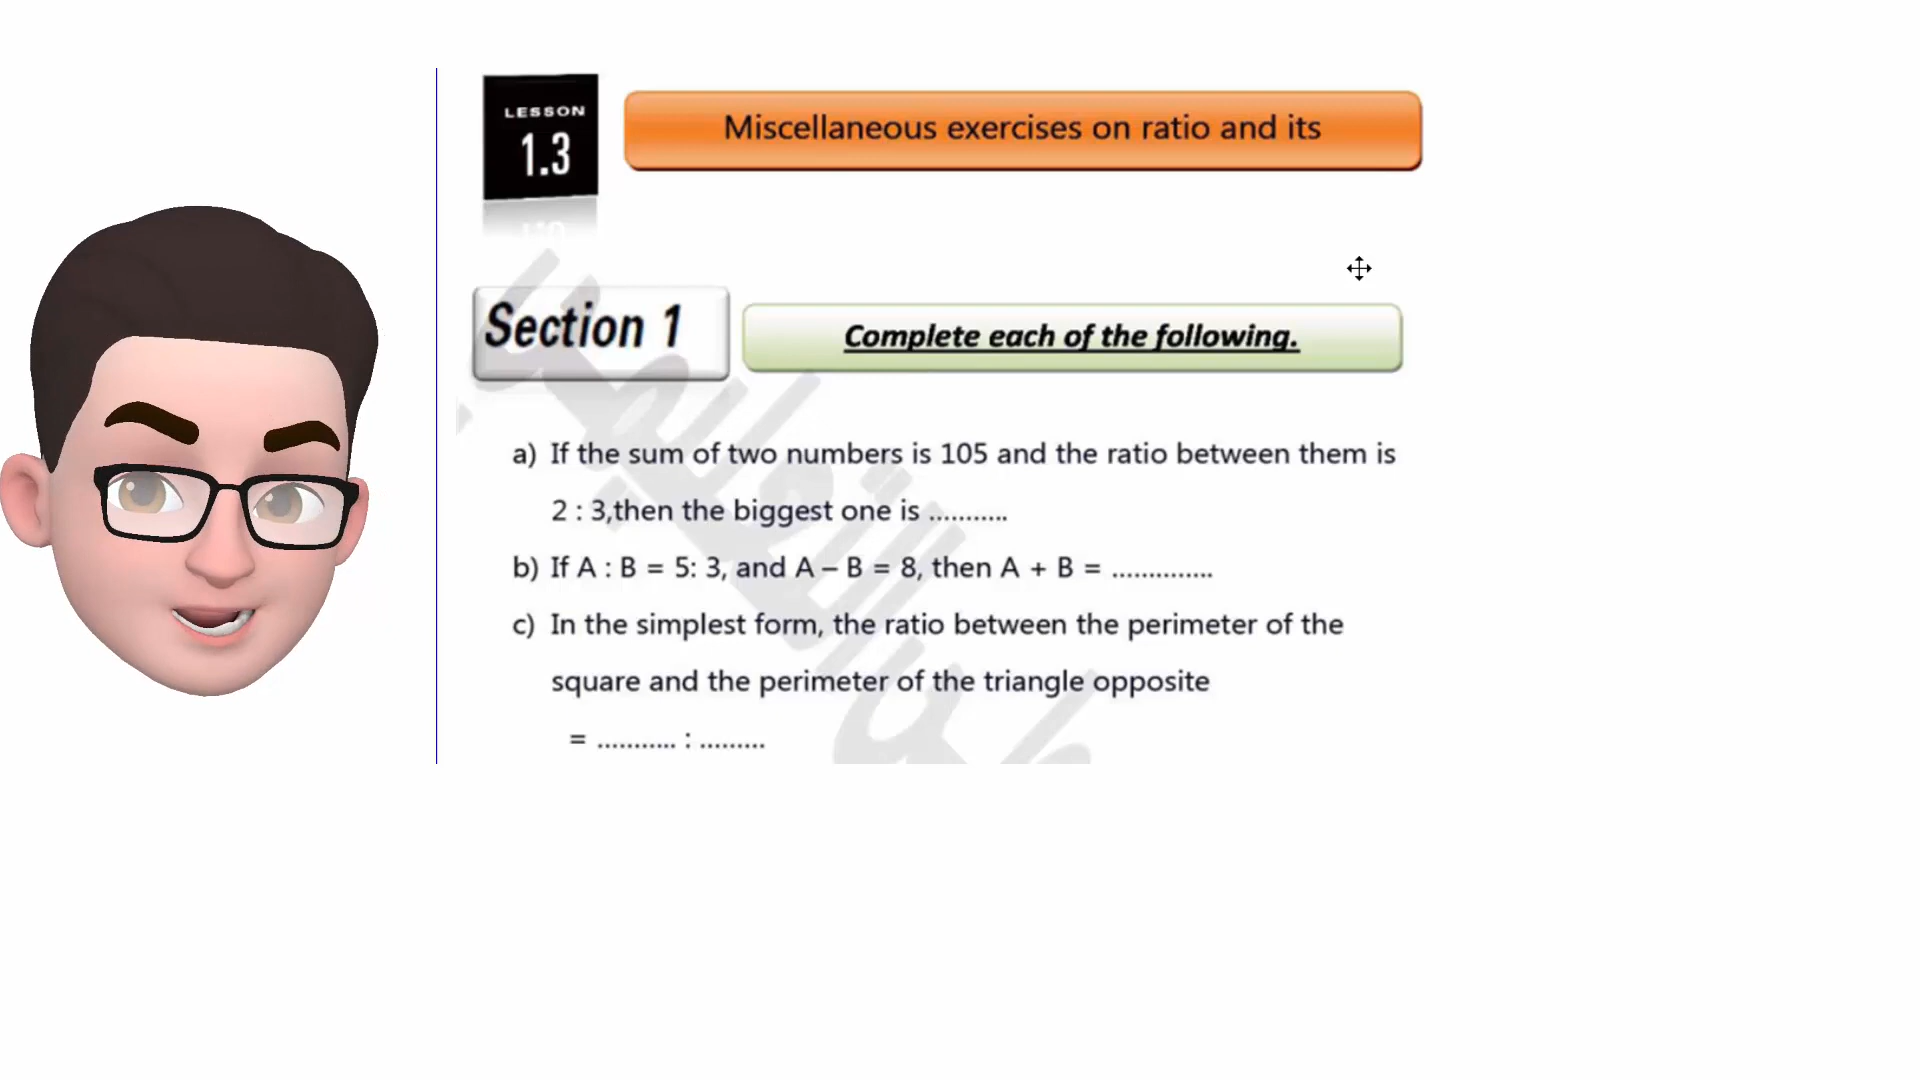 LESSON
1.3
Miscellaneous exercises on ratio and its
Section 1
Complete each of the following.
a) If the sum of two numbers is 105 and the ratio between them is
2 : 3,then the biggest one is ...........
b) If A : B = 5: 3, and A – B = 8, then A + B = ..............
c) In the simplest form, the ratio between the perimeter of the
square and the perimeter of the triangle opposite
= ........... : .........